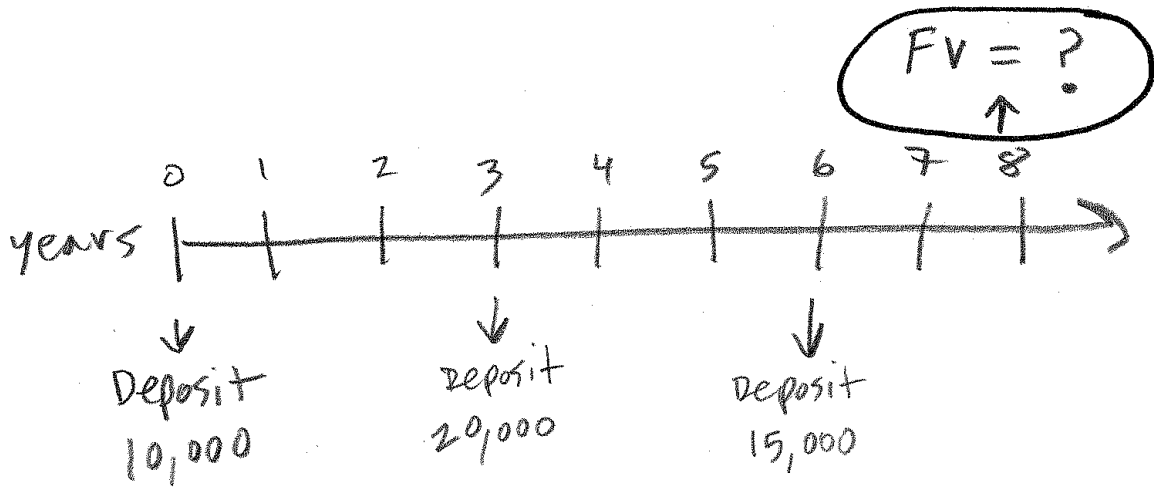 FV = ?
0 1 2 3 4 5 6 7 8
years
Deposit
10,000
Deposit
20,000
Deposit
15,000